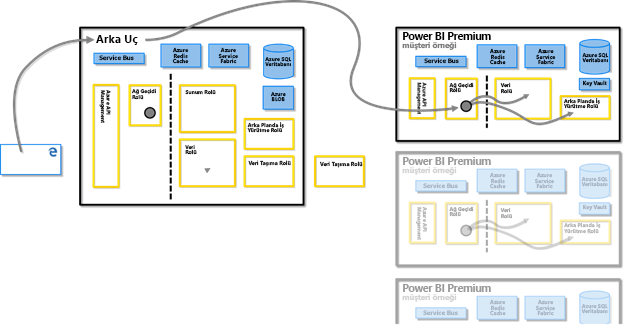 Arka Uç
Service Bus
Azure
Redis
Cache
Azure
Service
Fabric
Azure SQL
Veritabanı
Azure
BLOB
Azure API
Management
Ağ Geçidi
Rolü
Sunum Rolü
Veri
Rolü
Arka Planda İş
Yürütme Rolü
Veri Taşıma Rolü
Veri Taşıma Rolü
e
Power BI Premium
müşteri örneği
Service Bus
Azure
Redis
Cache
Azure
Service
Fabric
Azure SQL
Veritabanı
Key Vault
Azure API
Management
Ağ Geçidi
Rolü
Veri
Rolü
Arka Planda İş
Yürütme Rolü
Power BI Premium
müşteri örneği
Service Bus
Azure
Redis
Cache
Azure
Service
Fabric
Azure SQL
Veritabanı
Key Vault
Azure API
Management
Ağ Geçidi
Rolü
Veri
Rolü
Arka Planda İş
Yürütme Rolü
Power BI Premium
müşteri örneği
Service Bus
Azure
Redis
Cache
Azure
Service
Fabric
Azure SQL
Veritabanı